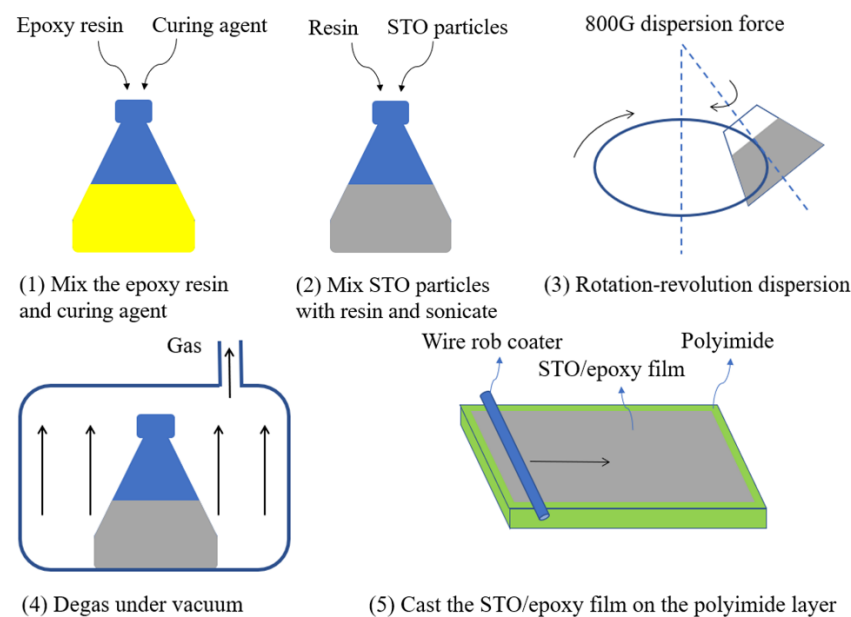 Epoxy resin
Curing agent
Resin
STO particles
800G dispersion force
(1) Mix the epoxy resin
and curing agent
(2) Mix STO particles
with resin and sonicate
(3) Rotation-revolution dispersion
Gas
Wire rob coater
STO/epoxy film
Polyimide
(4) Degas under vacuum
(5) Cast the STO/epoxy film on the polyimide layer